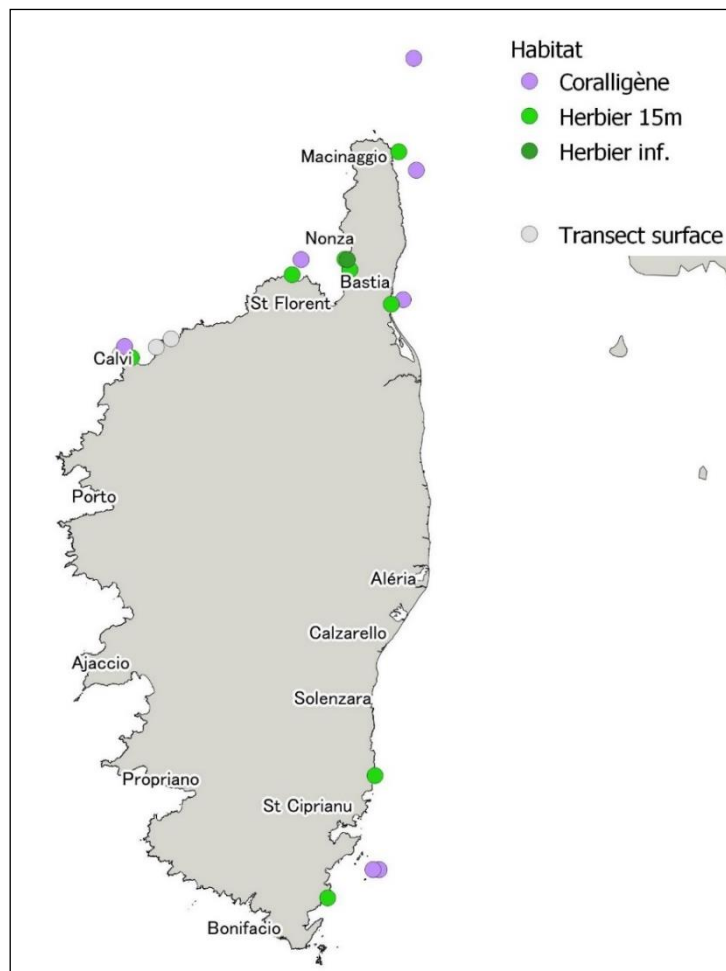 Habitat
Coralligène
Herbier 15m
Herbier inf.
Transect surface
Macinaggio
Nonza
Bastia
St Florent
Calvi
Porto
Aléria
Calzarello
Ajaccio
Solenzara
Propriano
St Ciprianu
Bonifacio